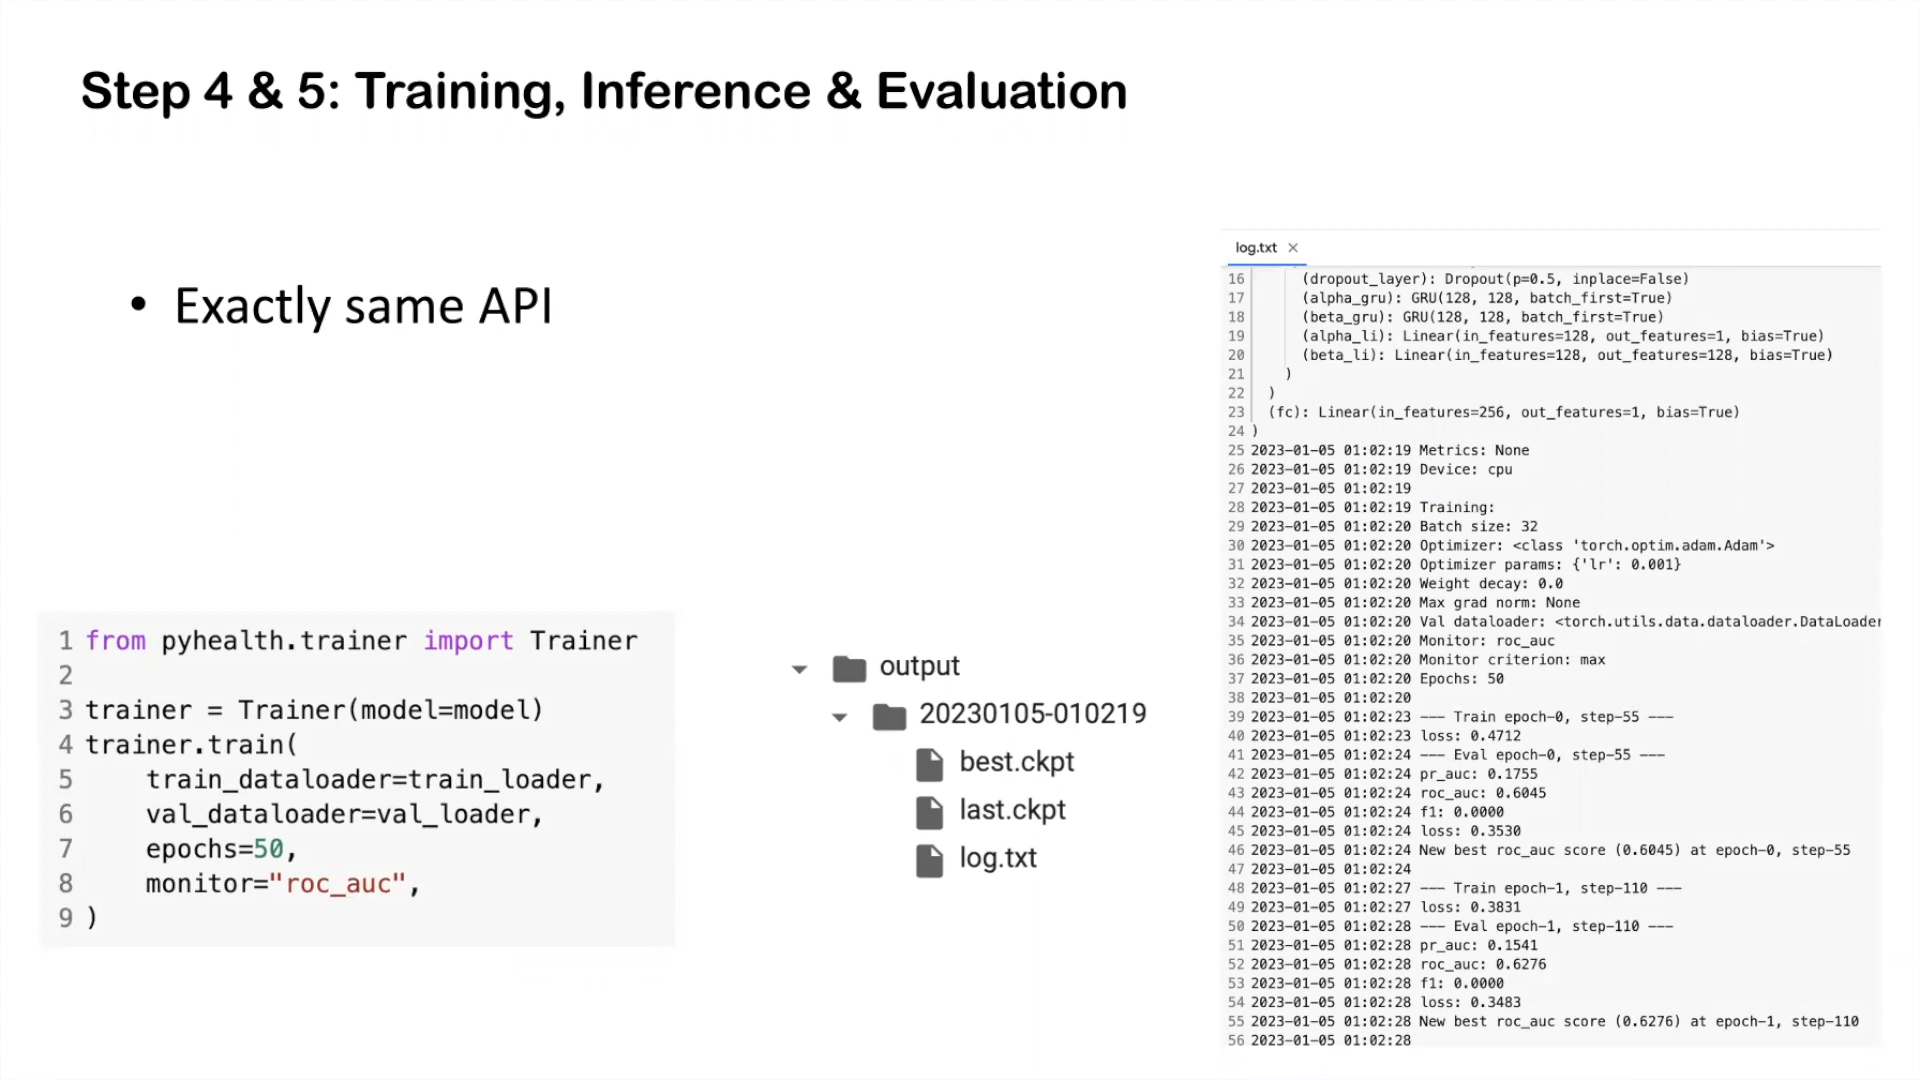 Step 4 & 5: Training, Inference & Evaluation
• Exactly same API
1 from pyhealth.trainer import Trainer
2
3 trainer = Trainer(model=model)
4 trainer.train(
5     train_dataloader=train_loader,
6     val_dataloader=val_loader,
7     epochs=50,
8     monitor="roc_auc",
9 )
output
20230105-010219
best.ckpt
last.ckpt
log.txt
log.txt ×
16 (dropout_layer): Dropout(p=0.5, inplace=False)
17 (alpha_gru): GRU(128, 128, batch_first=True)
18 (beta_gru): GRU(128, 128, batch_first=True)
19 (alpha_li): Linear(in_features=128, out_features=1, bias=True)
20 (beta_li): Linear(in_features=128, out_features=128, bias=True)
21 )
22 )
23 (fc): Linear(in_features=256, out_features=1, bias=True)
24 )
25 2023-01-05 01:02:19 Metrics: None
26 2023-01-05 01:02:19 Device: cpu
27 2023-01-05 01:02:19
28 2023-01-05 01:02:19 Training:
29 2023-01-05 01:02:20 Batch size: 32
30 2023-01-05 01:02:20 Optimizer: <class 'torch.optim.adam.Adam'>
31 2023-01-05 01:02:20 Optimizer params: {'lr': 0.001}
32 2023-01-05 01:02:20 Weight decay: 0.0
33 2023-01-05 01:02:20 Max grad norm: None
34 2023-01-05 01:02:20 Val dataloader: <torch.utils.data.dataloader.DataLoader
35 2023-01-05 01:02:20 Monitor: roc_auc
36 2023-01-05 01:02:20 Monitor criterion: max
37 2023-01-05 01:02:20 Epochs: 50
38 2023-01-05 01:02:20
39 2023-01-05 01:02:23 --- Train epoch-0, step-55 ---
40 2023-01-05 01:02:23 loss: 0.4712
41 2023-01-05 01:02:24 --- Eval epoch-0, step-55 ---
42 2023-01-05 01:02:24 pr_auc: 0.1755
43 2023-01-05 01:02:24 roc_auc: 0.6045
44 2023-01-05 01:02:24 f1: 0.0000
45 2023-01-05 01:02:24 loss: 0.3530
46 2023-01-05 01:02:24 New best roc_auc score (0.6045) at epoch-0, step-55
47 2023-01-05 01:02:24
48 2023-01-05 01:02:27 --- Train epoch-1, step-110 ---
49 2023-01-05 01:02:27 loss: 0.3831
50 2023-01-05 01:02:28 --- Eval epoch-1, step-110 ---
51 2023-01-05 01:02:28 pr_auc: 0.1541
52 2023-01-05 01:02:28 roc_auc: 0.6276
53 2023-01-05 01:02:28 f1: 0.0000
54 2023-01-05 01:02:28 loss: 0.3483
55 2023-01-05 01:02:28 New best roc_auc score (0.6276) at epoch-1, step-110
56 2023-01-05 01:02:28